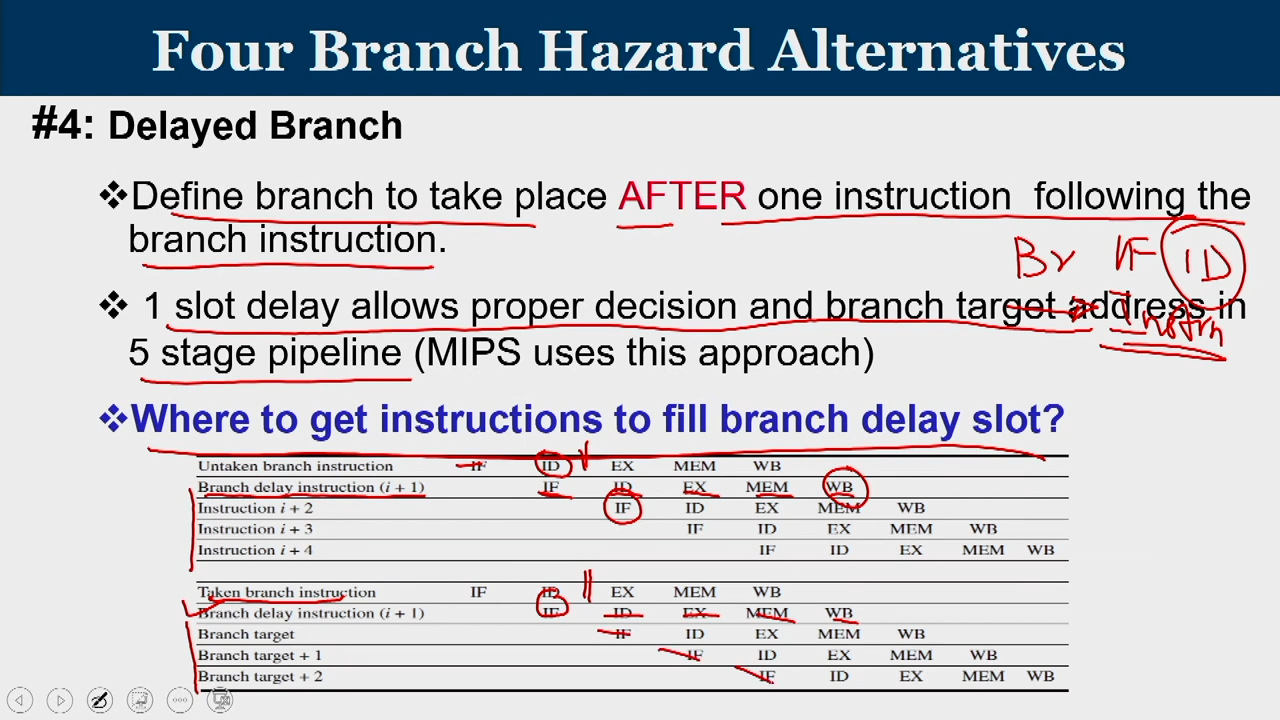 Four Branch Hazard Alternatives
#4: Delayed Branch
❖Define branch to take place AFTER one instruction following the
branch instruction.
Br IF ID
❖ 1 slot delay allows proper decision and branch target address in
Instrn
5 stage pipeline (MIPS uses this approach)
❖Where to get instructions to fill branch delay slot?
Untaken branch instruction IF ID EX MEM WB
Branch delay instruction (i + 1) IF ID EX MEM WB
Instruction i + 2 IF ID EX MEM WB
Instruction i + 3 IF ID EX MEM WB
Instruction i + 4 IF ID EX MEM WB
Taken branch instruction IF ID EX MEM WB
Branch delay instruction (i + 1) IF ID EX MEM WB
Branch target IF ID EX MEM WB
Branch target + 1 IF ID EX MEM WB
Branch target + 2 IF ID EX MEM WB